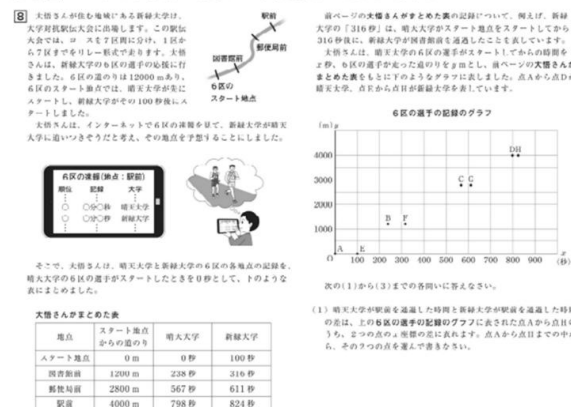 8 大悟さんが住む地域にある新緑大学は、
大学対抗駅伝大会に出場します。この駅伝
大会では、コースを7区間に分け、1区か
ら7区までをリレー形式で走ります。大悟
さんは、新緑大学の6区の選手の応援に行
きました。6区の道のりは12000mあり、
6区のスタート地点では、晴天大学が先に
スタートし、新緑大学がその100秒後にス
タートしました。
駅前
郵便局前
図書館前
6区の
スタート地点
大悟さんは、インターネットで6区の速報を見て、新緑大学が晴天
大学に追いつきそうだと考え、その地点を予想することにしました。
6区の速報(地点:駅前)
順位 記録 大学
○ ○分○秒 晴天大学
○ ○分○秒 新緑大学
そこで、大悟さんは、晴天大学と新緑大学の6区の各地点の記録を、
晴天大学の6区の選手がスタートしたときを0秒として、下のような
表にまとめました。
大悟さんがまとめた表
地点 スタート地点からの道のり 晴天大学 新緑大学
スタート地点 0m 0秒 100秒
図書館前 1200m 238秒 316秒
郵便局前 2800m 567秒 611秒
駅前 4000m 798秒 824秒
前ページの大悟さんがまとめた表の記録について、例えば、新緑
大学の「316秒」は、晴天大学がスタート地点をスタートしてから
316秒後に、新緑大学が図書館前を通過したことを表しています。
大悟さんは、晴天大学の6区の選手がスタートしてからの時間を
x秒、6区の選手が走った道のりをymとし、前ページの大悟さんが
まとめた表をもとに下のようなグラフに表しました。点Aから点Dが
晴天大学、点Eから点Hが新緑大学を表しています。
6区の選手の記録のグラフ
(m) y
4000
3000
2000
1000
O 100 200 300 400 500 600 700 800 900 x
(秒)
A E B F C G DH
次の(1)から(3)までの各問いに答えなさい。
(1) 晴天大学が駅前を通過した時間と新緑大学が駅前を通過した時間
の差は、上の6区の選手の記録のグラフに表された点Aから点Hの
うち、2つの点のx座標の差に表れます。点Aから点Hまでの中か
ら、その2つの点を選んで書きなさい。